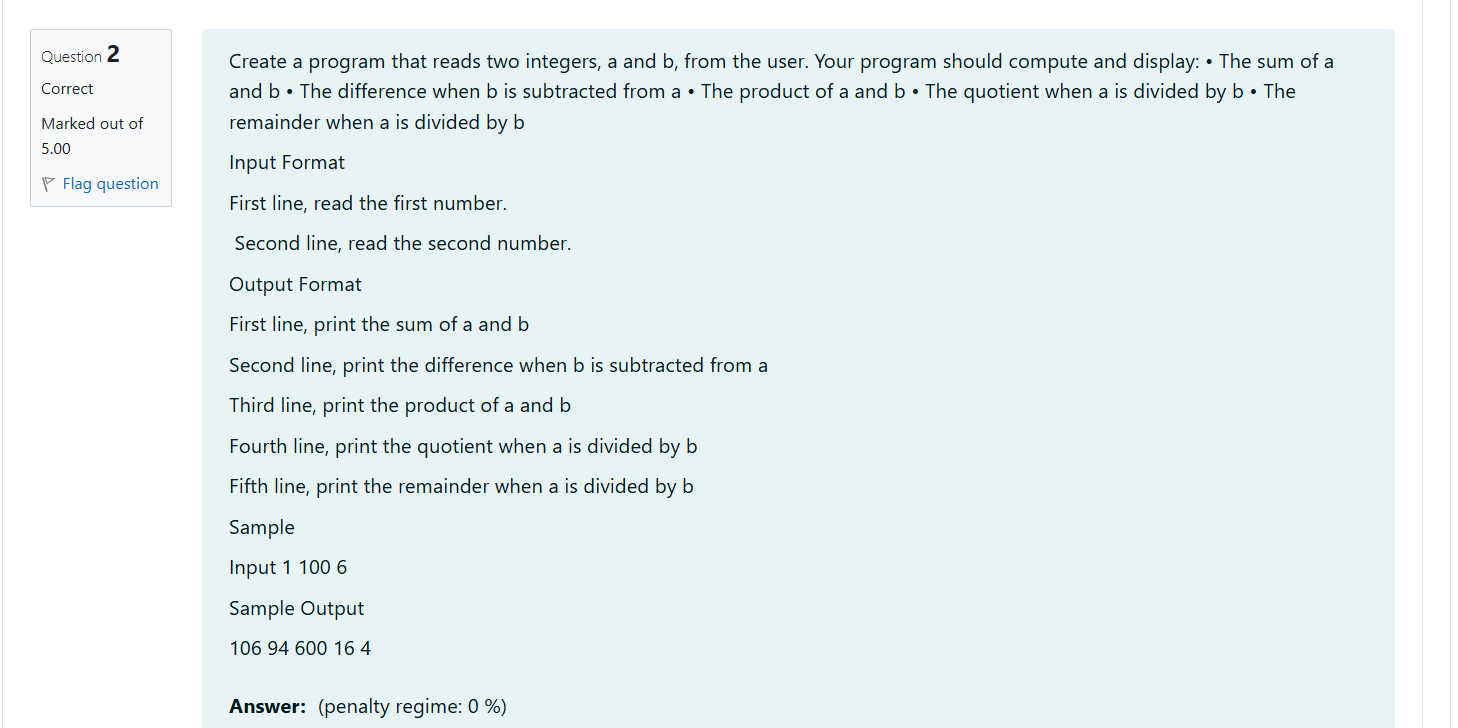 Question 2
Correct
Marked out of
5.00
Flag question
Create a program that reads two integers, a and b, from the user. Your program should compute and display: • The sum of a
and b • The difference when b is subtracted from a • The product of a and b • The quotient when a is divided by b • The
remainder when a is divided by b
Input Format
First line, read the first number.
Second line, read the second number.
Output Format
First line, print the sum of a and b
Second line, print the difference when b is subtracted from a
Third line, print the product of a and b
Fourth line, print the quotient when a is divided by b
Fifth line, print the remainder when a is divided by b
Sample
Input 1 100 6
Sample Output
106 94 600 16 4
Answer: (penalty regime: 0 %)